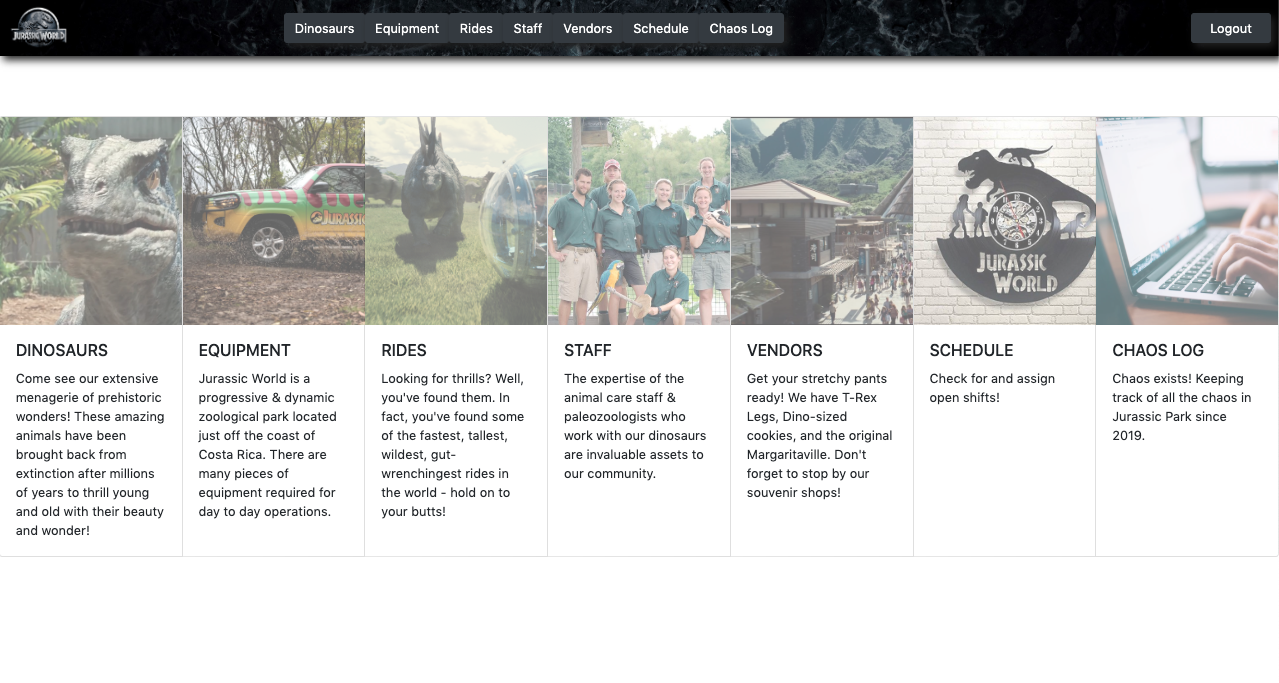 JURASSIC WORLD
Dinosaurs Equipment Rides Staff Vendors Schedule Chaos Log Logout
JURASSIC
JURASSIC
WORLD
DINOSAURS
Come see our extensive
menagerie of prehistoric
wonders! These amazing
animals have been
brought back from
extinction after millions
of years to thrill young
and old with their beauty
and wonder!
EQUIPMENT
Jurassic World is a
progressive & dynamic
zoological park located
just off the coast of
Costa Rica. There are
many pieces of
equipment required for
day to day operations.
RIDES
Looking for thrills? Well,
you've found them. In
fact, you've found some
of the fastest, tallest,
wildest, gut-
wrenchingest rides in
the world - hold on to
your butts!
STAFF
The expertise of the
animal care staff &
paleozoologists who
work with our dinosaurs
are invaluable assets to
our community.
VENDORS
Get your stretchy pants
ready! We have T-Rex
Legs, Dino-sized
cookies, and the original
Margaritaville. Don't
forget to stop by our
souvenir shops!
SCHEDULE
Check for and assign
open shifts!
CHAOS LOG
Chaos exists! Keeping
track of all the chaos in
Jurassic Park since
2019.